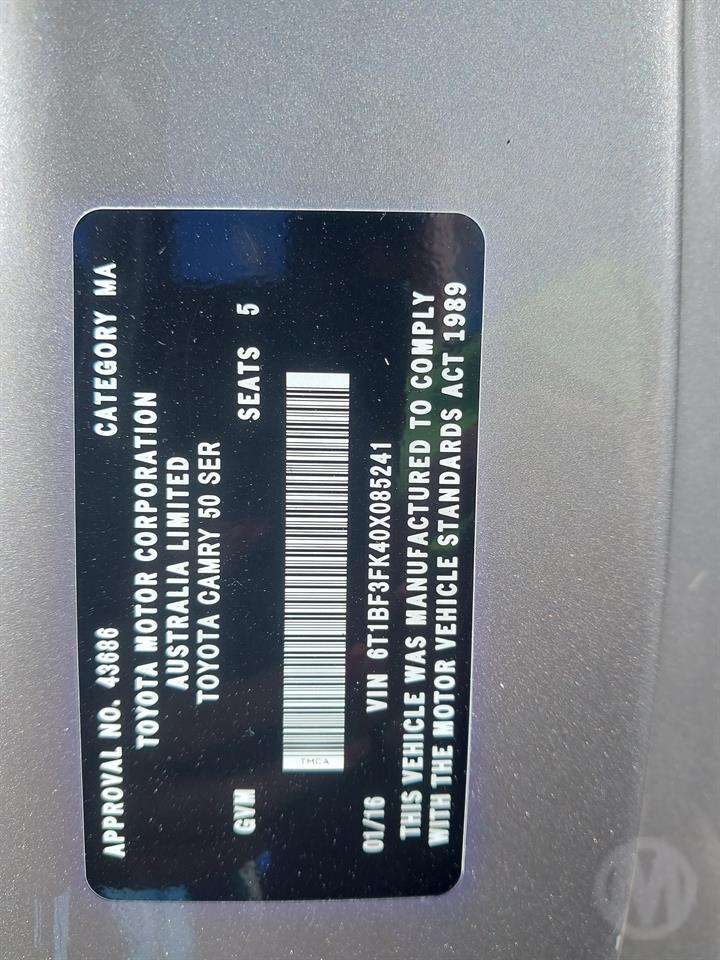 APPROVAL NO. 43686 CATEGORY MA
TOYOTA MOTOR CORPORATION
AUSTRALIA LIMITED
TOYOTA CAMRY 50 SER
GVM SEATS 5
TMCA
01/16 VIN 6T1BF3FK40X085241
THIS VEHICLE WAS MANUFACTURED TO COMPLY
WITH THE MOTOR VEHICLE STANDARDS ACT 1989
M